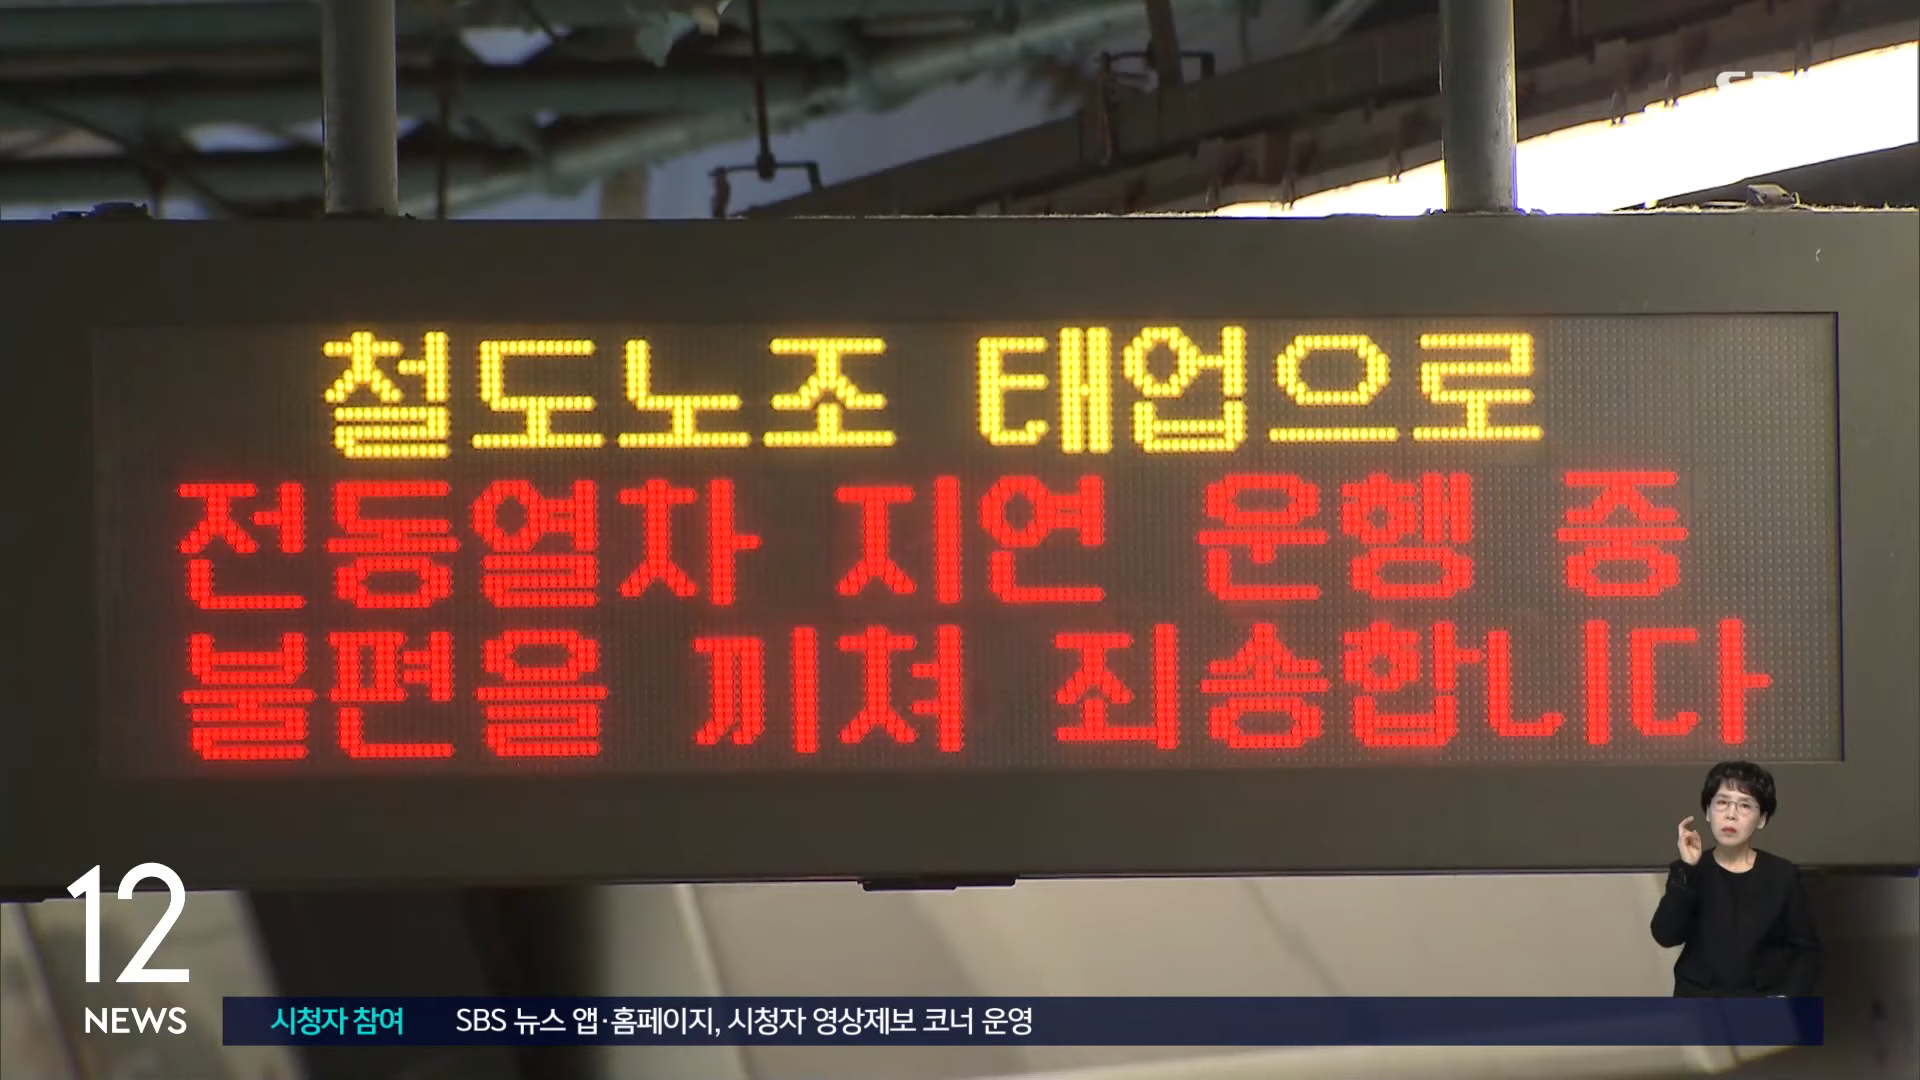 SBS
철도노조 태업으로
전동열차 지연 운행 중
불편을 끼쳐 죄송합니다
12
NEWS
시청자 참여 SBS 뉴스 앱·홈페이지, 시청자 영상제보 코너 운영